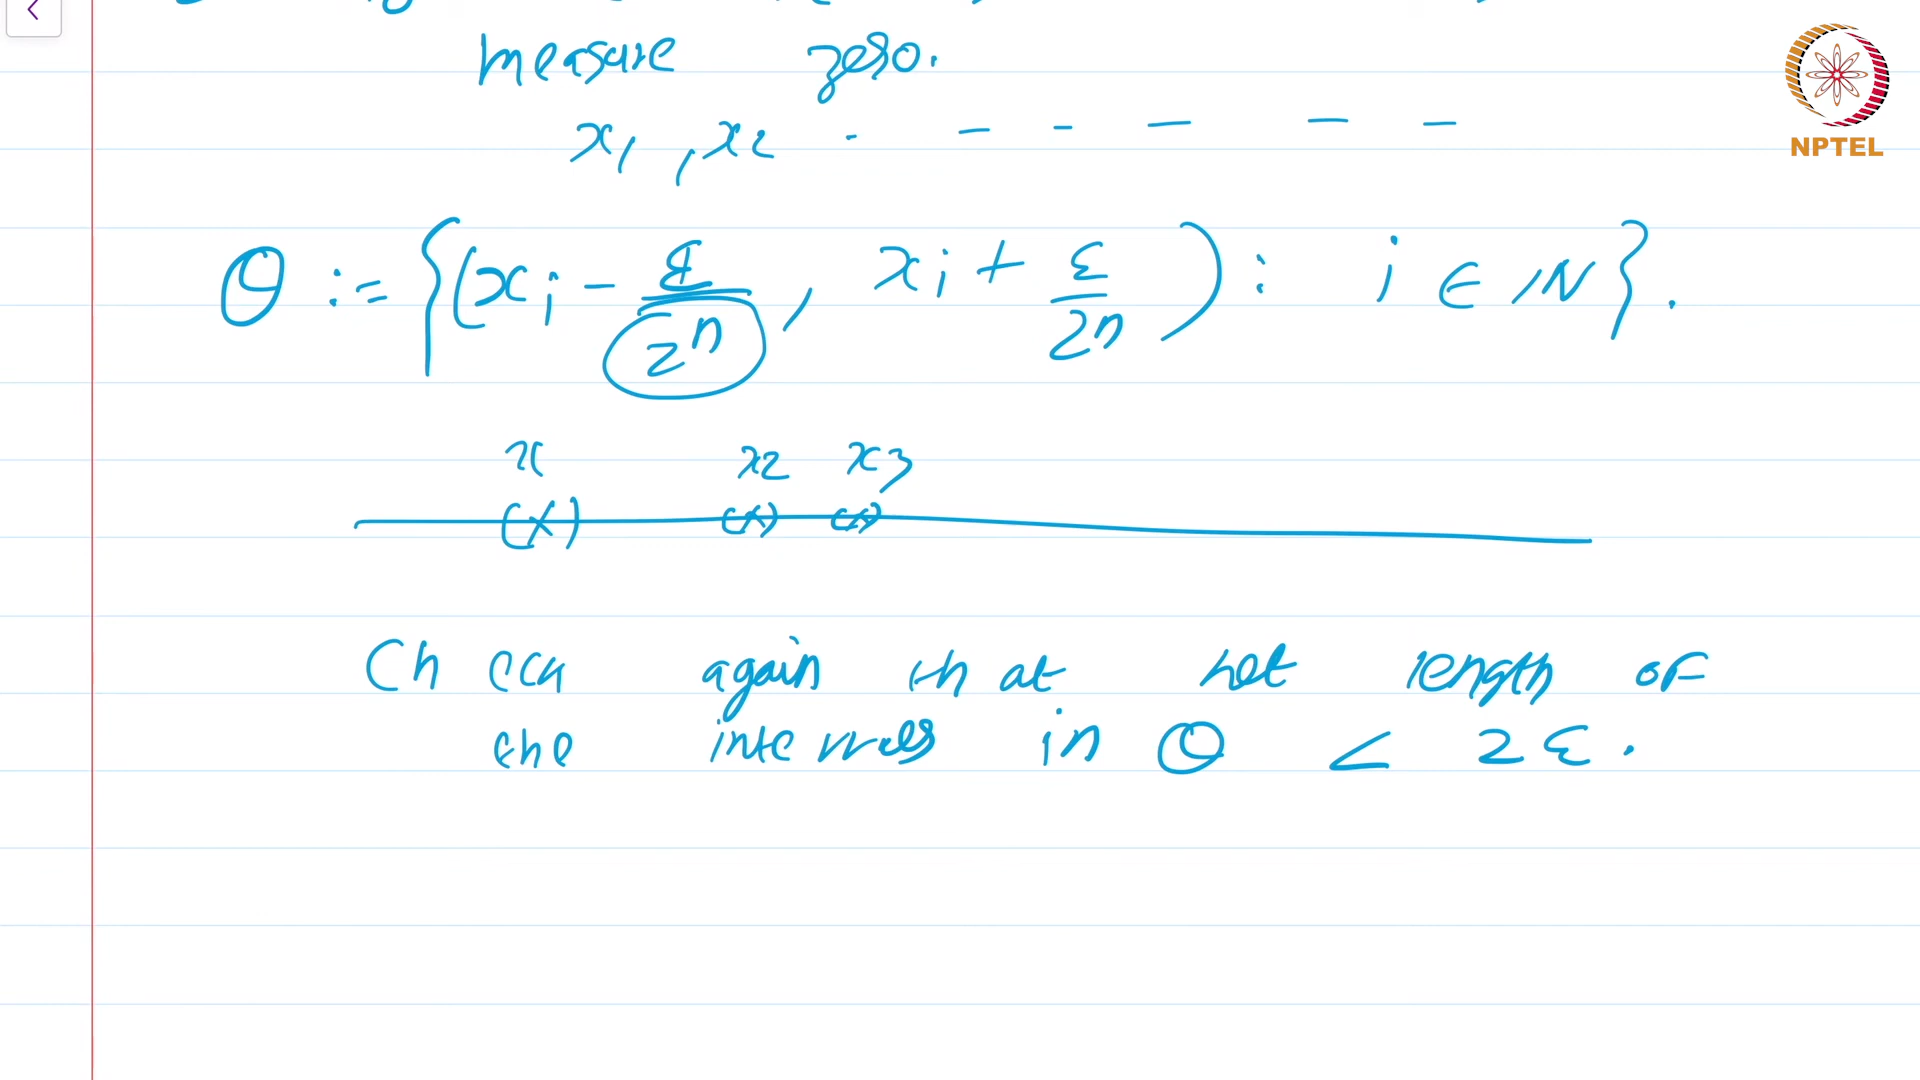 measure zero.
NPTEL
x1, x2 . - - - - -
O := {(xi - ε/2^n, xi + ε/2^n) : i ∈ IN}.
x x2 x3
(x) (x) (x)
Check again that net length of
the intervals in O < 2ε.